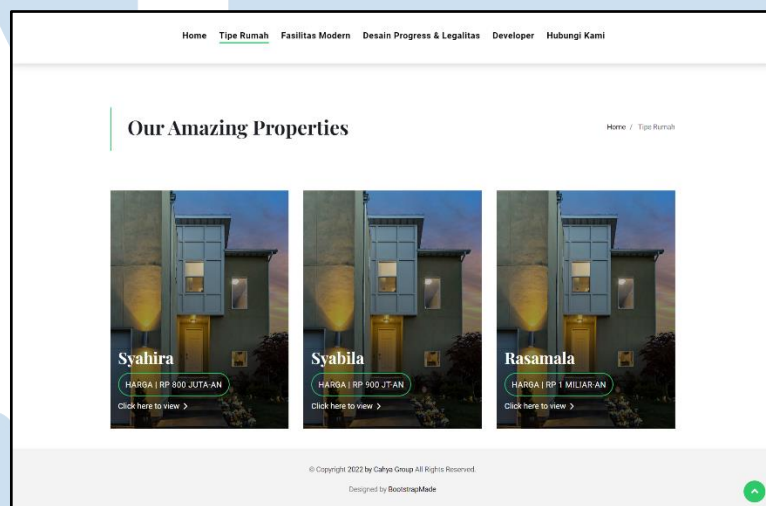 Home Tipe Rumah Fasilitas Modern Desain Progress & Legalitas Developer Hubungi Kami
Our Amazing Properties
Home / Tipe Rumah
Syahira
HARGA | RP 800 JUTA-AN
Click here to view >
Syabila
HARGA | RP 900 JT-AN
Click here to view >
Rasamala
HARGA | RP 1 MILIAR-AN
Click here to view >
© Copyright 2022 by Cahya Group All Rights Reserved.
Designed by BootstrapMade